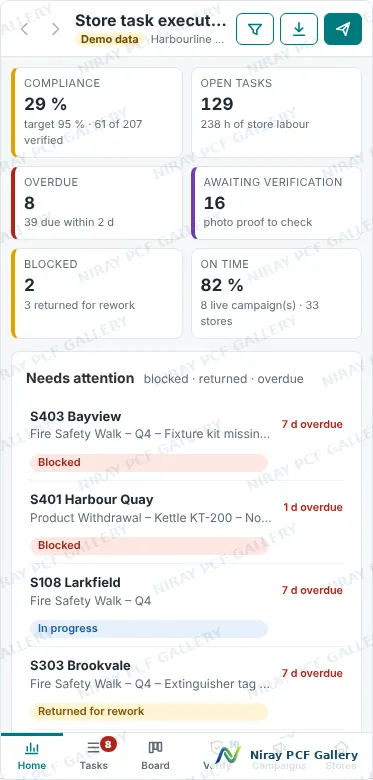 Store task execut...
Demo data Harbourline ...
COMPLIANCE
29 %
target 95 % · 61 of 207
verified
OPEN TASKS
129
238 h of store labour
OVERDUE
8
39 due within 2 d
AWAITING VERIFICATION
16
photo proof to check
BLOCKED
2
3 returned for rework
ON TIME
82 %
8 live campaign(s) · 33
stores
Needs attention blocked · returned · overdue
S403 Bayview
Fire Safety Walk – Q4 – Fixture kit missin...
7 d overdue
Blocked
S401 Harbour Quay
Product Withdrawal – Kettle KT-200 – No...
1 d overdue
Blocked
S108 Larkfield
Fire Safety Walk – Q4
7 d overdue
In progress
S303 Brookvale
Fire Safety Walk – Q4 – Extinguisher tag ...
7 d overdue
Returned for rework
8
Home Tasks Board Campaigns Stores
Niray PCF Gallery
NIRAY PCF GALLERY